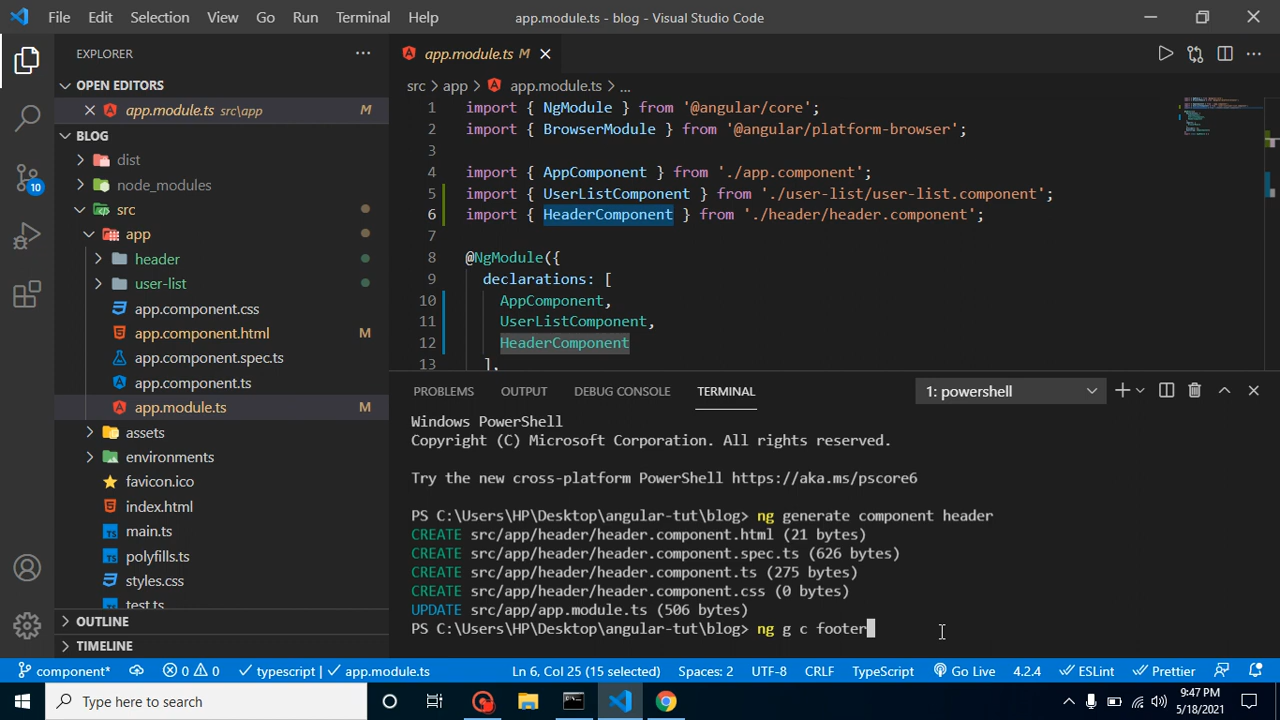 File Edit Selection View Go Run Terminal Help
app.module.ts - blog - Visual Studio Code
EXPLORER
OPEN EDITORS
app.module.ts src\app M
BLOG
dist
node_modules
src
app
header
user-list
app.component.css
app.component.html M
app.component.spec.ts
app.component.ts
app.module.ts M
assets
environments
favicon.ico
index.html
main.ts
polyfills.ts
styles.css
test.ts
OUTLINE
TIMELINE
10
app.module.ts M
src > app > app.module.ts > ...
1 import { NgModule } from '@angular/core';
2 import { BrowserModule } from '@angular/platform-browser';
3
4 import { AppComponent } from './app.component';
5 import { UserListComponent } from './user-list/user-list.component';
6 import { HeaderComponent } from './header/header.component';
7
8 @NgModule({
9 declarations: [
10 AppComponent,
11 UserListComponent,
12 HeaderComponent
13 ],
PROBLEMS OUTPUT DEBUG CONSOLE TERMINAL 1: powershell
Windows PowerShell
Copyright (C) Microsoft Corporation. All rights reserved.
Try the new cross-platform PowerShell https://aka.ms/pscore6
PS C:\Users\HP\Desktop\angular-tut\blog> ng generate component header
CREATE src/app/header/header.component.html (21 bytes)
CREATE src/app/header/header.component.spec.ts (626 bytes)
CREATE src/app/header/header.component.ts (275 bytes)
CREATE src/app/header/header.component.css (0 bytes)
UPDATE src/app/app.module.ts (506 bytes)
PS C:\Users\HP\Desktop\angular-tut\blog> ng g c footer
component* 0 0 typescript | app.module.ts Ln 6, Col 25 (15 selected) Spaces: 2 UTF-8 CRLF TypeScript Go Live 4.2.4 ESLint Prettier
Type here to search
9:47 PM
5/18/2021